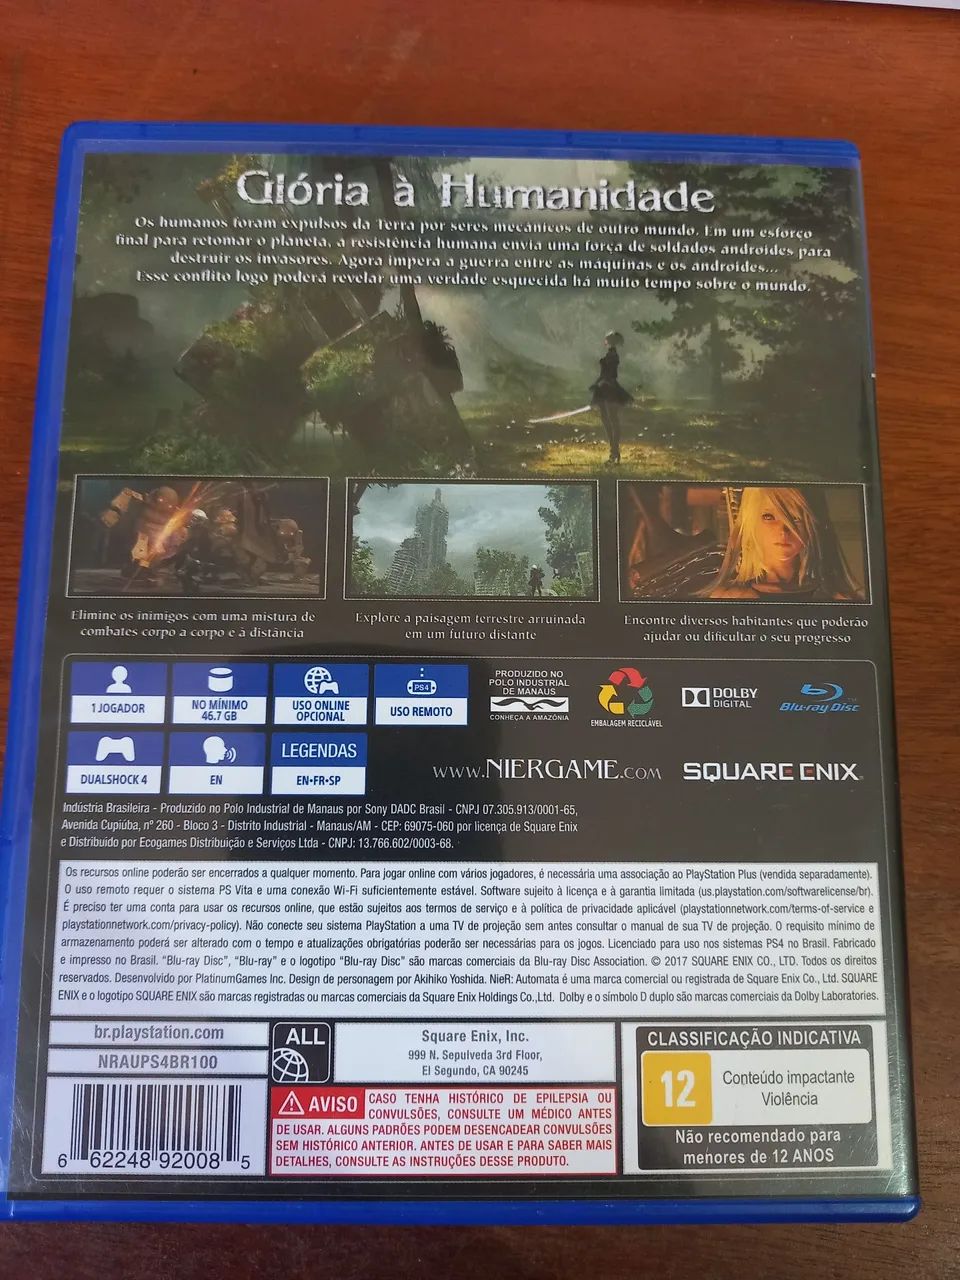 Glória à Humanidade
Os humanos foram expulsos da Terra por seres mecânicos de outro mundo. Em um esforço
final para retomar o planeta, a resistência humana envia uma força de soldados androides para
destruir os invasores. Agora impera a guerra entre as máquinas e os androides...
Esse conflito logo poderá revelar uma verdade esquecida há muito tempo sobre o mundo.
Elimine os inimigos com uma mistura de
combates corpo a corpo e à distância
Explore a paisagem terrestre arruinada
em um futuro distante
Encontre diversos habitantes que poderão
ajudar ou dificultar o seu progresso
1 JOGADOR
NO MÍNIMO
46.7 GB
USO ONLINE
OPCIONAL
PS4
USO REMOTO
PRODUZIDO NO
POLO INDUSTRIAL
DE MANAUS
CONHEÇA A AMAZÔNIA
EMBALAGEM RECICLÁVEL
DOLBY
DIGITAL
Blu-ray Disc
DUALSHOCK 4
EN
LEGENDAS
EN•FR•SP
WWW.NIERGAME.COM
SQUARE ENIX
Indústria Brasileira - Produzido no Polo Industrial de Manaus por Sony DADC Brasil - CNPJ 07.305.913/0001-65,
Avenida Cupiúba, nº 260 - Bloco 3 - Distrito Industrial - Manaus/AM - CEP: 69075-060 por licença de Square Enix
e Distribuido por Ecogames Distribuição e Serviços Ltda - CNPJ: 13.766.602/0003-68.
Os recursos online poderão ser encerrados a qualquer momento. Para jogar online com vários jogadores, é necessária uma associação ao PlayStation Plus (vendida separadamente).
O uso remoto requer o sistema PS Vita e uma conexão Wi-Fi suficientemente estável. Software sujeito à licença e à garantia limitada (us.playstation.com/softwarelicense/br).
É preciso ter uma conta para usar os recursos online, que estão sujeitos aos termos de serviço e à política de privacidade aplicável (playstationnetwork.com/terms-of-service e
playstationnetwork.com/privacy-policy). Não conecte seu sistema PlayStation a uma TV de projeção sem antes consultar o manual de sua TV de projeção. O requisito mínimo de
armazenamento poderá ser alterado com o tempo e atualizações obrigatórias poderão ser necessárias para os jogos. Licenciado para uso nos sistemas PS4 no Brasil. Fabricado
e impresso no Brasil. "Blu-ray Disc", "Blu-ray" e o logotipo "Blu-ray Disc" são marcas comerciais da Blu-ray Disc Association. © 2017 SQUARE ENIX CO., LTD. Todos os direitos
reservados. Desenvolvido por PlatinumGames Inc. Design de personagem por Akihiko Yoshida. NieR: Automata é uma marca comercial ou registrada de Square Enix Co., Ltd. SQUARE
ENIX e o logotipo SQUARE ENIX são marcas registradas ou marcas comerciais da Square Enix Holdings Co.,Ltd. Dolby e o símbolo D duplo são marcas comerciais da Dolby Laboratories.
br.playstation.com
NRAUPS4BR100
6 62248 92008 5
ALL
Square Enix, Inc.
999 N. Sepulveda 3rd Floor,
El Segundo, CA 90245
AVISO CASO TENHA HISTÓRICO DE EPILEPSIA OU
CONVULSÕES, CONSULTE UM MÉDICO ANTES
DE USAR. ALGUNS PADRÕES PODEM DESENCADEAR CONVULSÕES
SEM HISTÓRICO ANTERIOR. ANTES DE USAR E PARA SABER MAIS
DETALHES, CONSULTE AS INSTRUÇÕES DESSE PRODUTO.
CLASSIFICAÇÃO INDICATIVA
12
Conteúdo impactante
Violência
Não recomendado para
menores de 12 ANOS